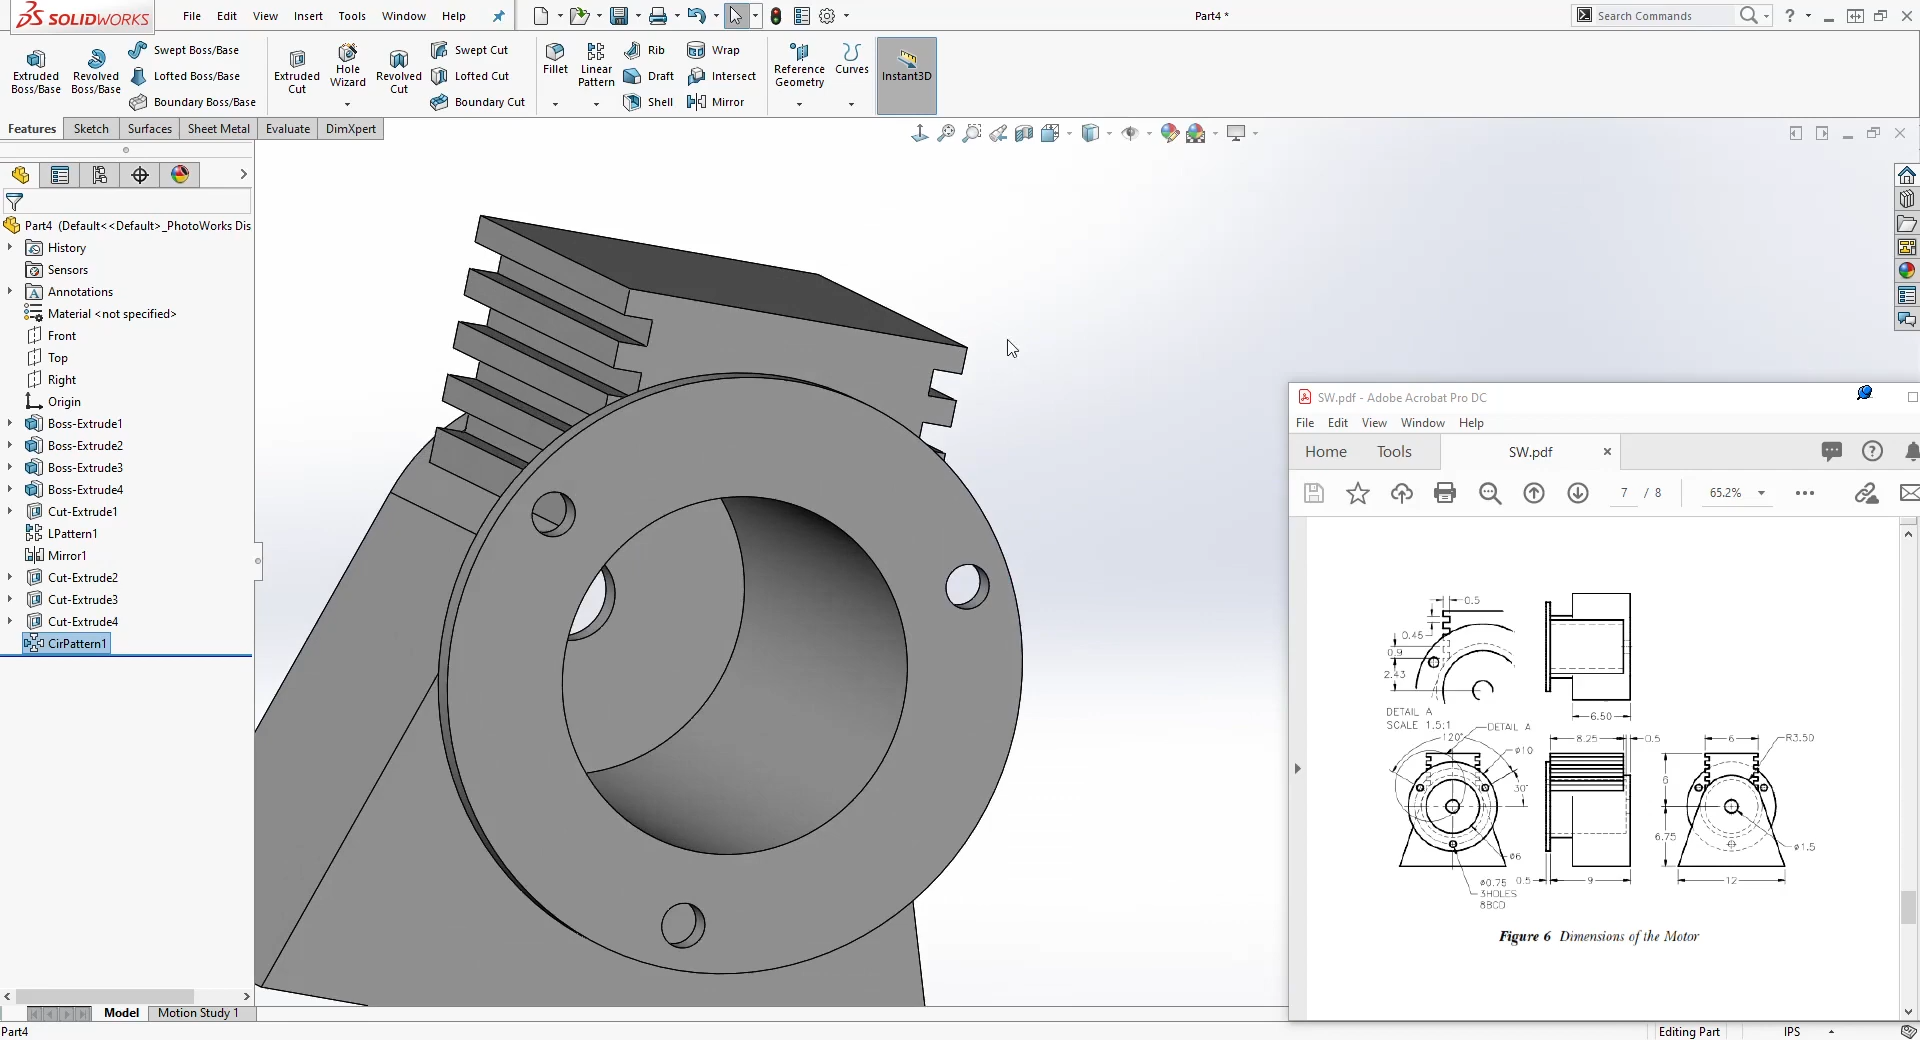 SOLIDWORKS File Edit View Insert Tools Window Help Part4 * Search Commands
Extruded Boss/Base
Revolved Boss/Base
Swept Boss/Base
Lofted Boss/Base
Boundary Boss/Base
Extruded Cut
Hole Wizard
Revolved Cut
Swept Cut
Lofted Cut
Boundary Cut
Fillet
Linear Pattern
Rib
Draft
Shell
Wrap
Intersect
Mirror
Reference Geometry
Curves
Instant3D
Features Sketch Surfaces Sheet Metal Evaluate DimXpert
Part4 (Default<<Default>_PhotoWorks Dis
History
Sensors
Annotations
Material <not specified>
Front
Top
Right
Origin
Boss-Extrude1
Boss-Extrude2
Boss-Extrude3
Boss-Extrude4
Cut-Extrude1
LPattern1
Mirror1
Cut-Extrude2
Cut-Extrude3
Cut-Extrude4
CirPattern1
SW.pdf - Adobe Acrobat Pro DC
File Edit View Window Help
Home Tools SW.pdf ×
7 / 8 65.2%
0.5
0.45
0.9
2.43
DETAIL A
SCALE 1.5:1
6.50
DETAIL A
120°
ø10
30°
ø6
ø0.75
3HOLES
8BCD
8.25
0.5
0.5
9
6
R3.50
6
6.75
ø1.5
12
Figure 6 Dimensions of the Motor
Model Motion Study 1
Part4 Editing Part IPS